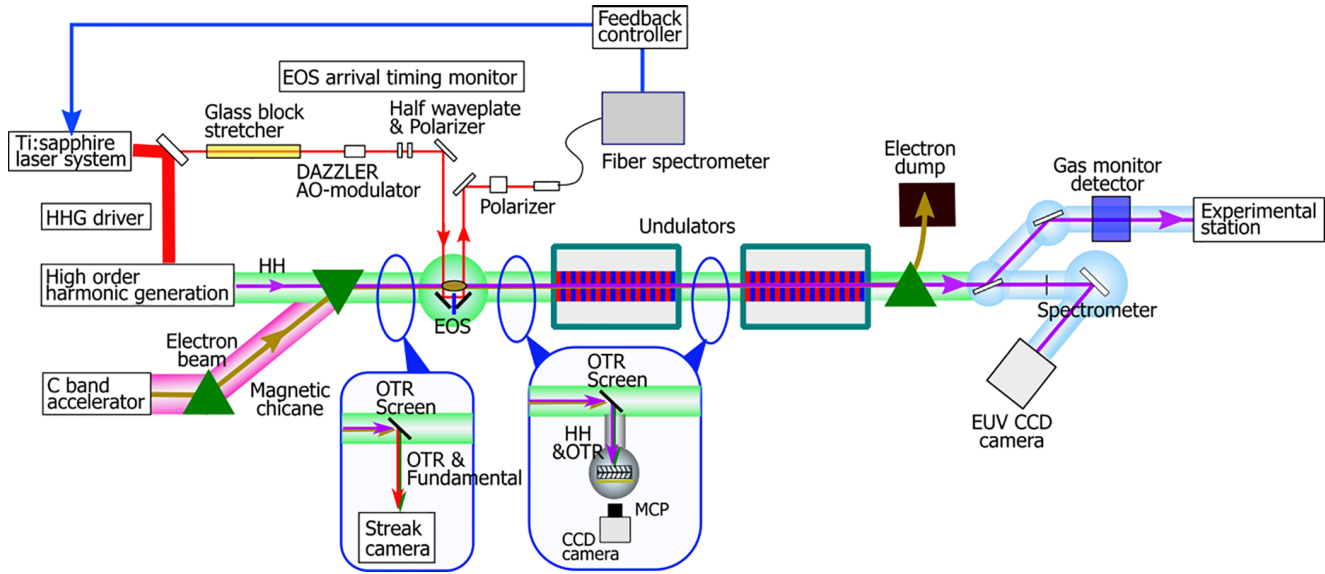 Feedback
controller
EOS arrival timing monitor
Glass block
stretcher
Half waveplate
& Polarizer
Ti:sapphire
laser system
DAZZLER
AO-modulator
Polarizer
Fiber spectrometer
Electron
dump
Gas monitor
detector
HHG driver
Undulators
Experimental
station
High order
harmonic generation
HH
EOS
Spectrometer
Electron
beam
C band
accelerator
Magnetic
chicane
OTR
Screen
OTR &
Fundamental
Streak
camera
OTR
Screen
HH
&OTR
MCP
CCD
camera
EUV CCD
camera